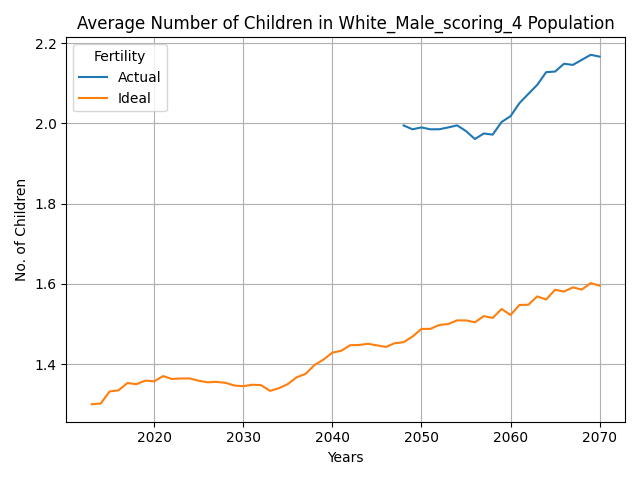 Average Number of Children in White_Male_scoring_4 Population
Fertility
Actual
Ideal
No. of Children
2.2
2.0
1.8
1.6
1.4
2020 2030 2040 2050 2060 2070
Years